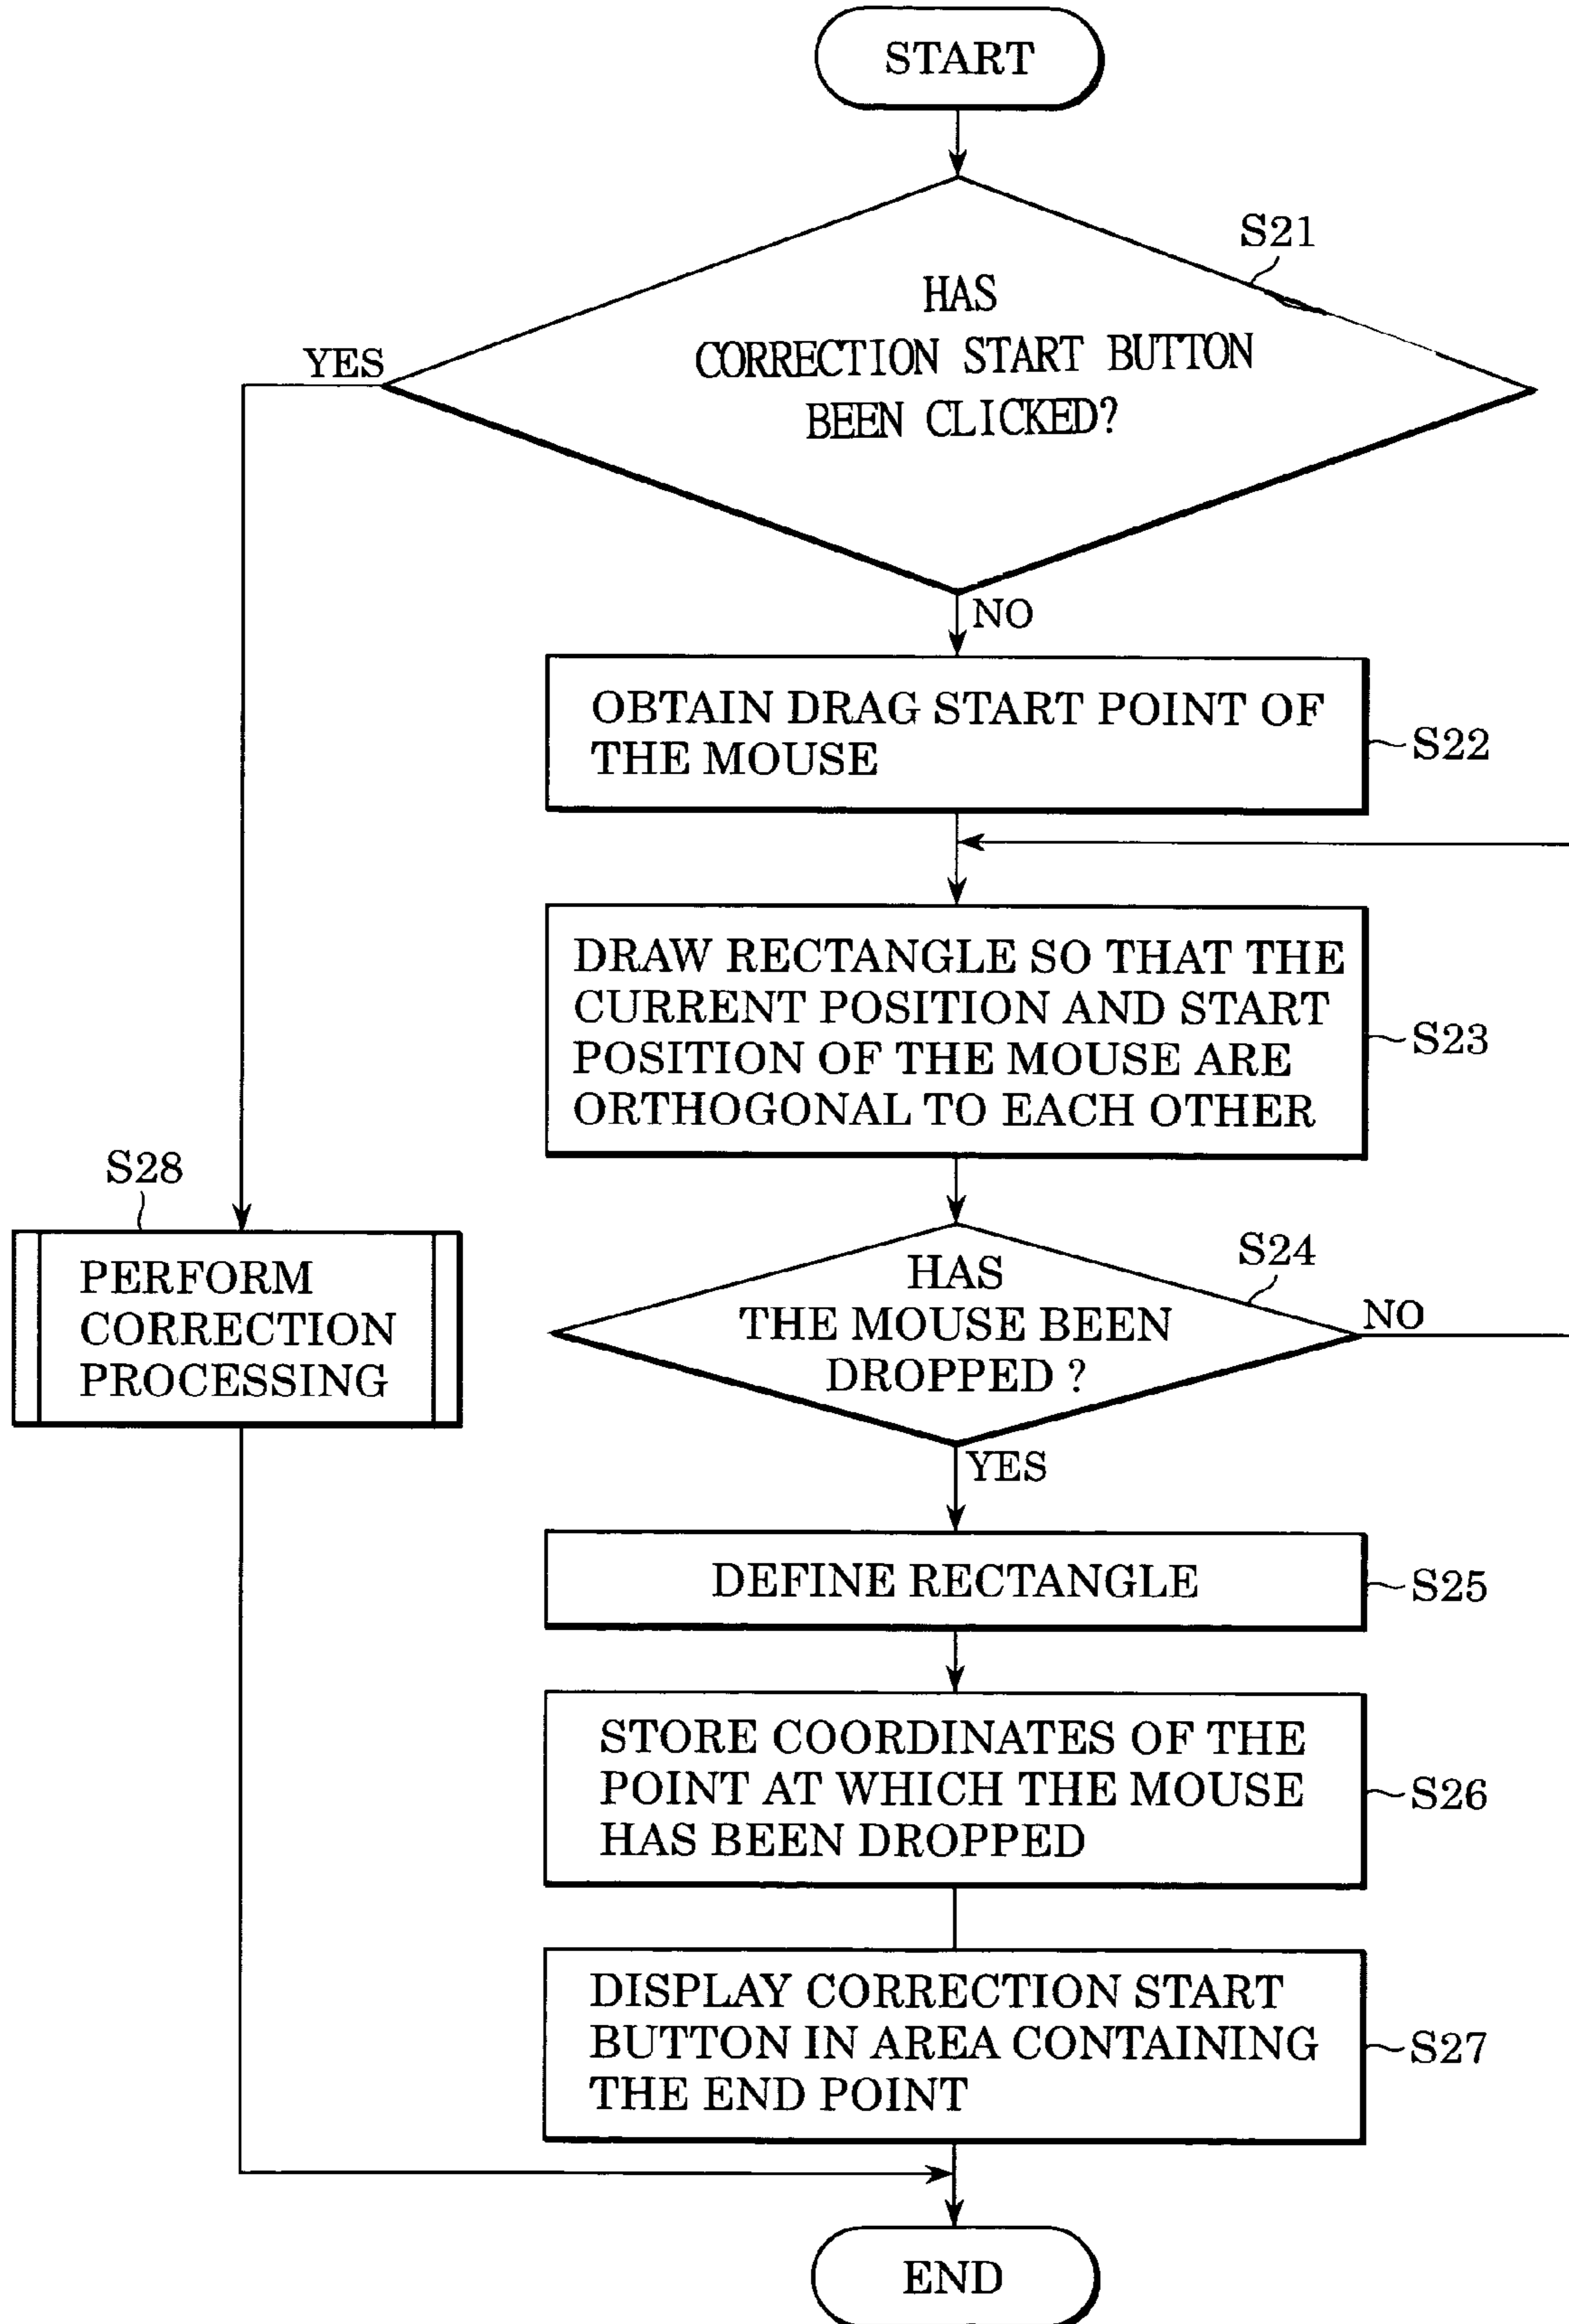 START
S21
HAS
CORRECTION START BUTTON
BEEN CLICKED?
YES
NO
OBTAIN DRAG START POINT OF
THE MOUSE
S22
DRAW RECTANGLE SO THAT THE
CURRENT POSITION AND START
POSITION OF THE MOUSE ARE
ORTHOGONAL TO EACH OTHER
S23
S28
PERFORM
CORRECTION
PROCESSING
S24
HAS
THE MOUSE BEEN
DROPPED ?
NO
YES
DEFINE RECTANGLE
S25
STORE COORDINATES OF THE
POINT AT WHICH THE MOUSE
HAS BEEN DROPPED
S26
DISPLAY CORRECTION START
BUTTON IN AREA CONTAINING
THE END POINT
S27
END